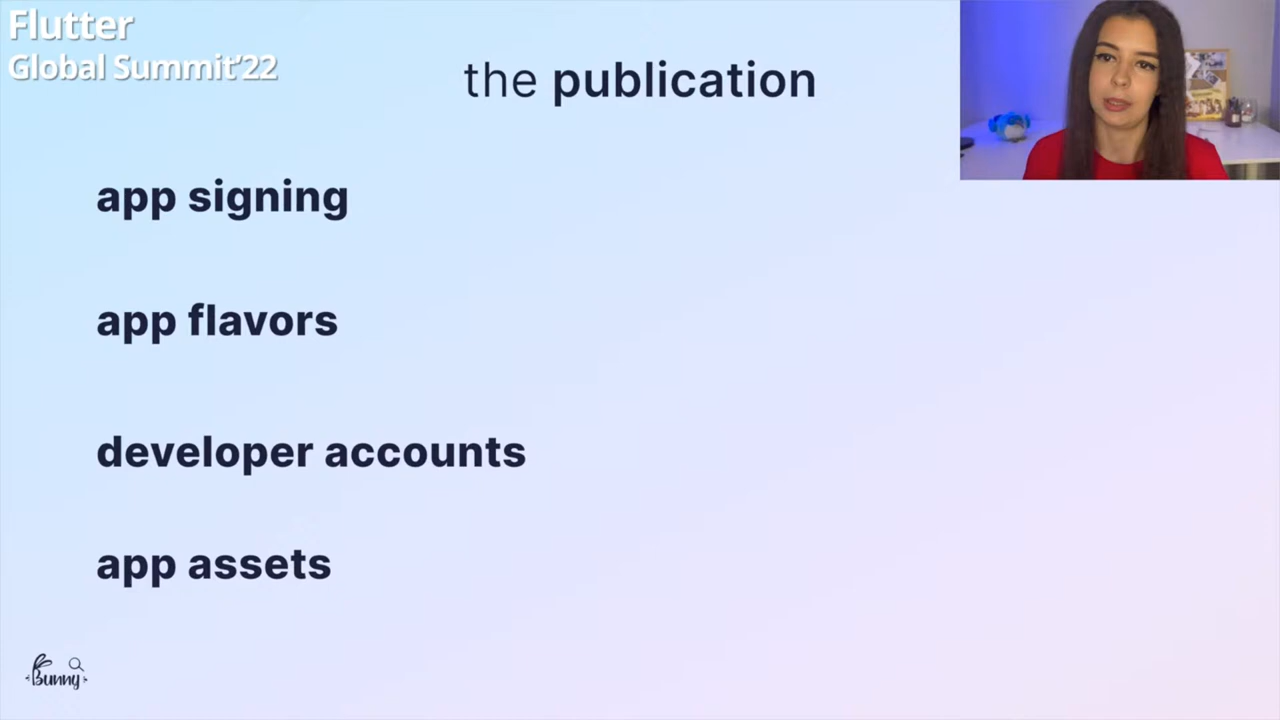 Flutter
Global Summit'22
the publication
app signing
app flavors
developer accounts
app assets
Bunny